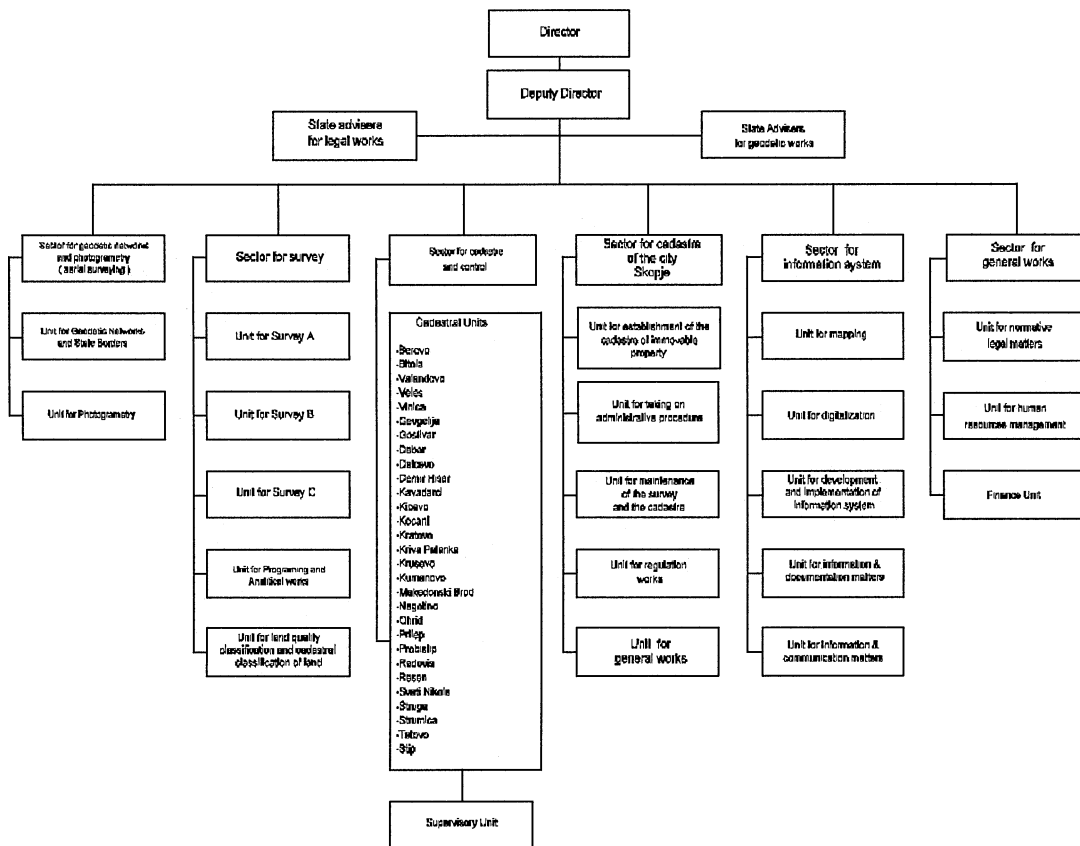 Director
Deputy Director
State advisers
for legal works
State Advisers
for geodetic works
Sector for geodetic networks
and photogrametry
( aerial surveying )
Unit for Geodetic Networks
and State Borders
Unit for Photogrametry
Sector for survey
Unit for Survey A
Unit for Survey B
Unit for Survey C
Unit for Programing and
Analitical works
Unit for land quality
classification and cadastral
classification of land
Sector for cadastre
and control
Cadastral Units
-Berovo
-Bitola
-Valandovo
-Veles
-Vinica
-Gevgelija
-Gostivar
-Debar
-Delcevo
-Demir Hisar
-Kavadarci
-Kicevo
-Kocani
-Kratovo
-Kriva Palanka
-Krusevo
-Kumanovo
-Makedonski Brod
-Negotino
-Ohrid
-Prilep
-Probistip
-Radovis
-Resen
-Sveti Nikole
-Struga
-Strumica
-Tetovo
-Stip
Supervisory Unit
Sector for cadastre
of the city
Skopje
Unit for establishment of the
cadastre of immovable
property
Unit for taking on
administrative procedure
Unit for maintenance
of the survey
and the cadastre
Unit for regulation
works
Unit for
general works
Sector for
information system
Unit for mapping
Unit for digitalization
Unit for development
and implementation of
information system
Unit for information &
documentation matters
Unit for information &
communication matters
Sector for
general works
Unit for normative
legal matters
Unit for human
resources management
Finance Unit